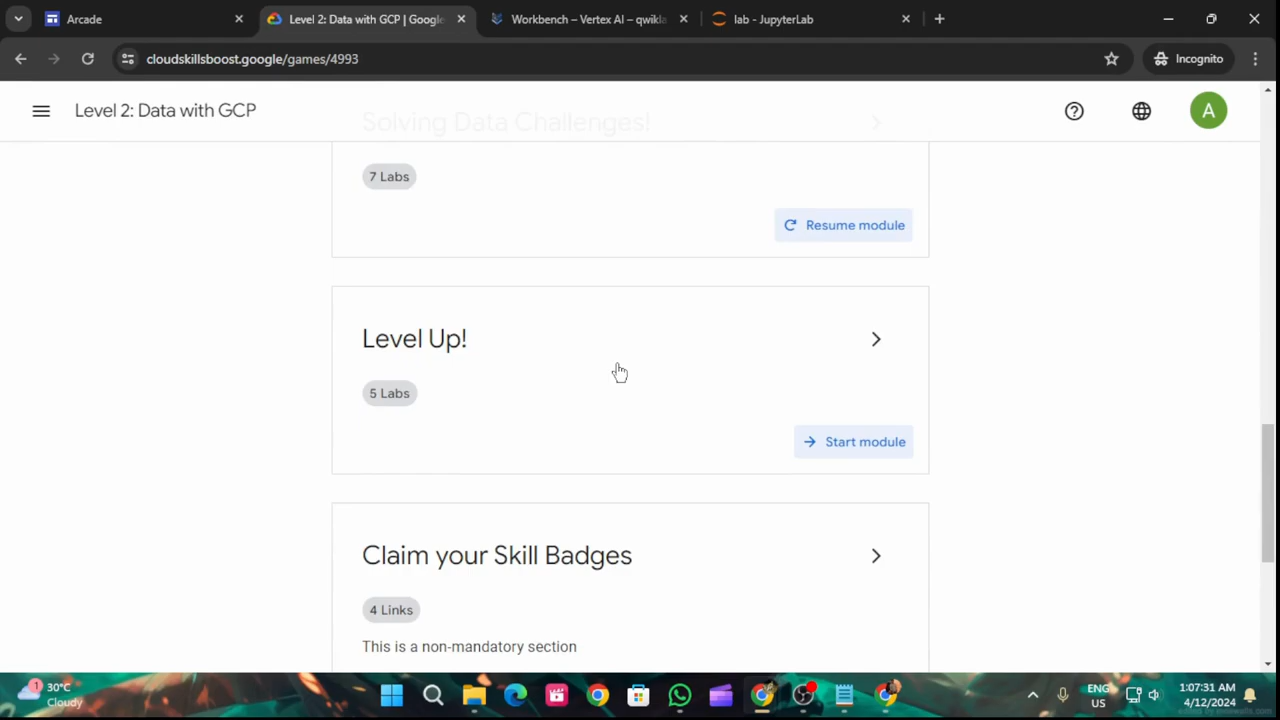 Arcade
Level 2: Data with GCP | Google
Workbench – Vertex AI – qwikla
lab - JupyterLab
cloudskillsboost.google/games/4993
Incognito
Level 2: Data with GCP
A
Solving Data Challenges!
7 Labs
Resume module
Level Up!
5 Labs
Start module
Claim your Skill Badges
4 Links
This is a non-mandatory section
1
30°C
Cloudy
ENG
US
1:07:31 AM
4/12/2024